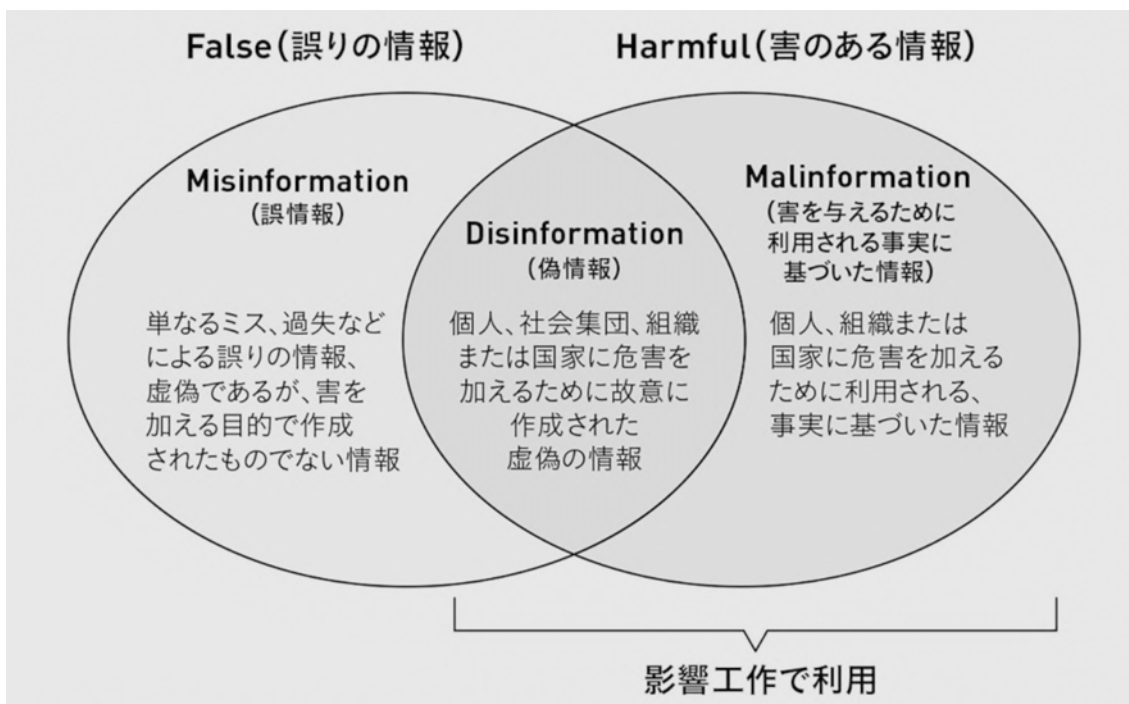 False(誤りの情報)
Harmful(害のある情報)
Misinformation
(誤情報)
単なるミス、過失など
による誤りの情報、
虚偽であるが、害を
加える目的で作成
されたものでない情報
Disinformation
(偽情報)
個人、社会集団、組織
または国家に危害を
加えるために故意に
作成された
虚偽の情報
Malinformation
(害を与えるために
利用される事実に
基づいた情報)
個人、組織または
国家に危害を加える
ために利用される、
事実に基づいた情報
影響工作で利用